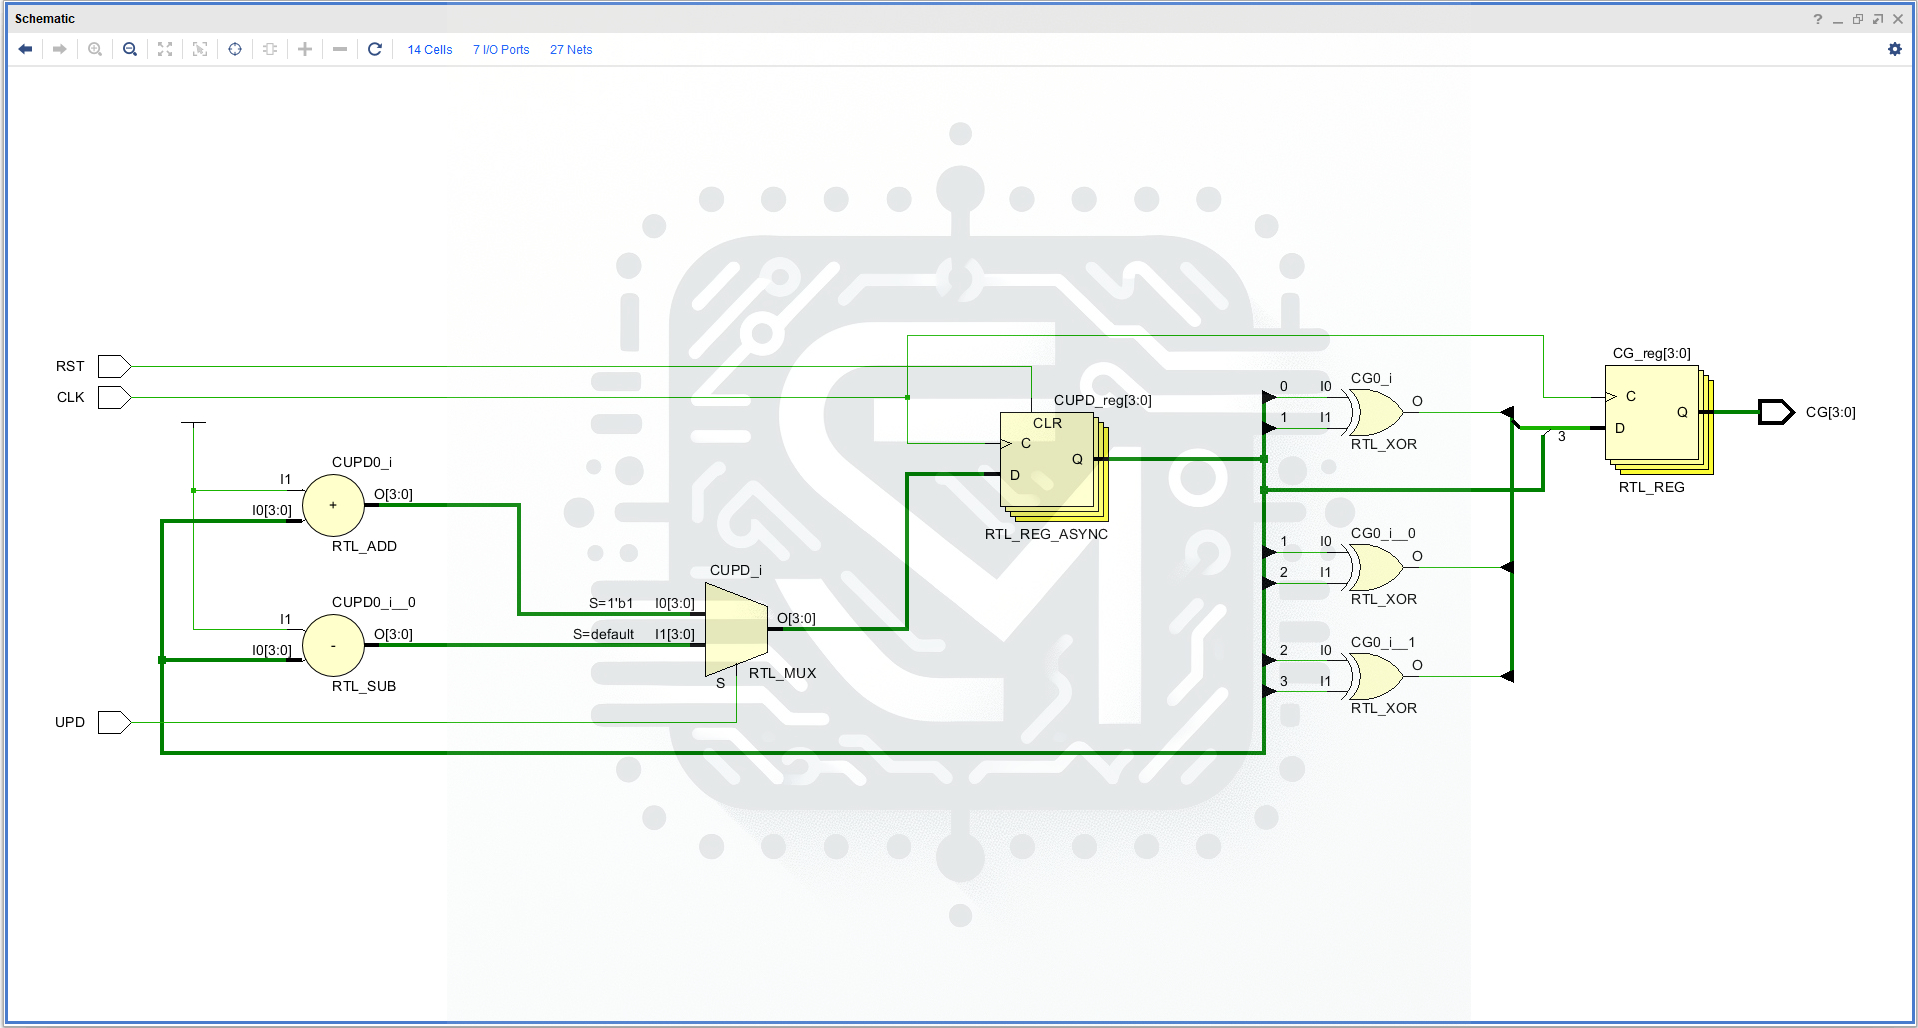 Schematic
14 Cells 7 I/O Ports 27 Nets
RST
CLK
UPD
I1
I0[3:0]
CUPD0_i
+
O[3:0]
RTL_ADD
I1
I0[3:0]
CUPD0_i__0
-
O[3:0]
RTL_SUB
CUPD_i
S=1'b1 I0[3:0]
S=default I1[3:0]
O[3:0]
S
RTL_MUX
CUPD_reg[3:0]
CLR
C
D
Q
RTL_REG_ASYNC
CG0_i
0 I0
1 I1
O
RTL_XOR
CG0_i__0
1 I0
2 I1
O
RTL_XOR
CG0_i__1
2 I0
3 I1
O
RTL_XOR
3
CG_reg[3:0]
C
D
Q
RTL_REG
CG[3:0]